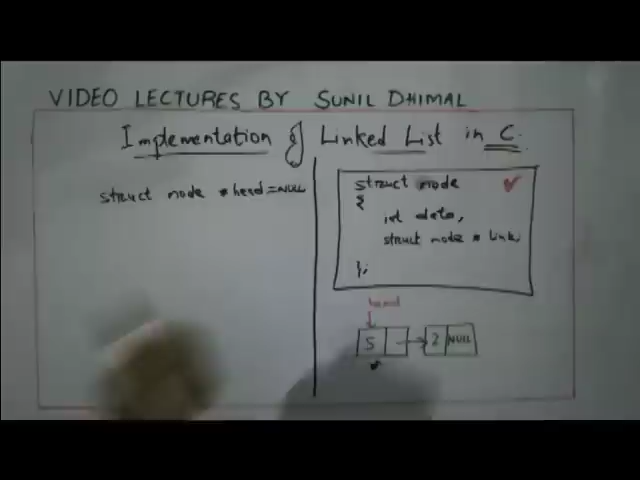 VIDEO LECTURES BY SUNIL DHIMAL
Implementation of Linked List in C.
struct node * head = NULL
struct node
{
int data,
struct node * Link,
};
head
5
2 NULL